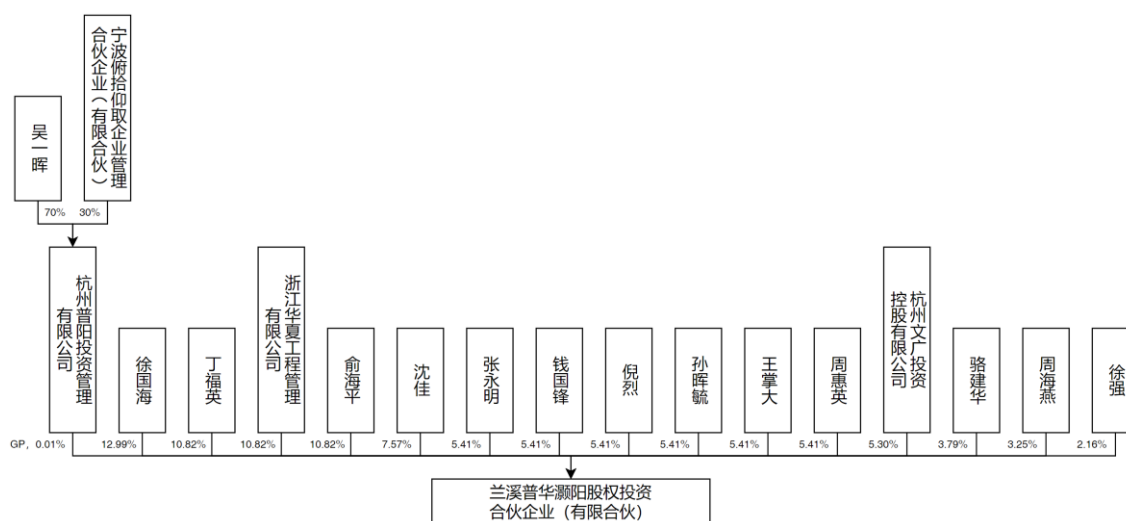 宁波俯拾仰取企业管理
合伙企业（有限合伙）
吴一晖
70%
30%
杭州普阳投资管理
有限公司
徐国海
丁福英
浙江华夏工程管理
有限公司
俞海平
沈佳
张永明
钱国锋
倪烈
孙晖毓
王掌大
周惠英
杭州文广投资
控股有限公司
骆建华
周海燕
徐强
GP，0.01%
12.99%
10.82%
10.82%
10.82%
7.57%
5.41%
5.41%
5.41%
5.41%
5.41%
5.41%
5.30%
3.79%
3.25%
2.16%
兰溪普华灏阳股权投资
合伙企业（有限合伙）